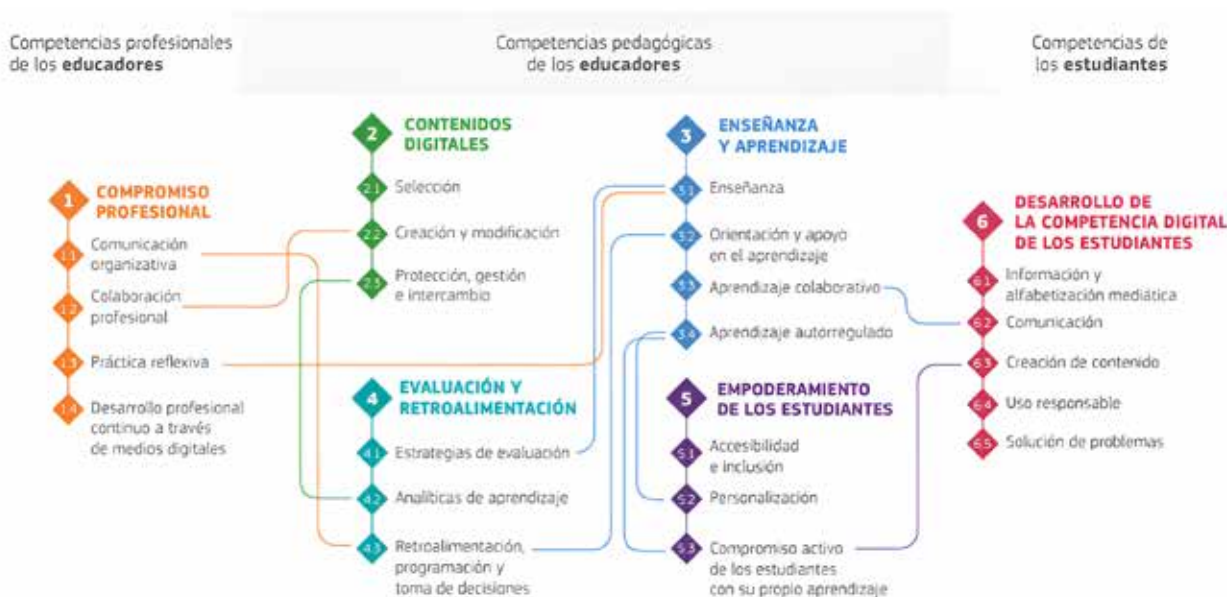 Competencias profesionales
de los educadores
Competencias pedagógicas
de los educadores
Competencias de
los estudiantes
1
COMPROMISO
PROFESIONAL
1.1
Comunicación
organizativa
1.2
Colaboración
profesional
1.3
Práctica reflexiva
1.4
Desarrollo profesional
continuo a través
de medios digitales
2
CONTENIDOS
DIGITALES
2.1
Selección
2.2
Creación y modificación
2.3
Protección, gestión
e intercambio
3
ENSEÑANZA
Y APRENDIZAJE
3.1
Enseñanza
3.2
Orientación y apoyo
en el aprendizaje
3.3
Aprendizaje colaborativo
3.4
Aprendizaje autorregulado
4
EVALUACIÓN Y
RETROALIMENTACIÓN
4.1
Estrategias de evaluación
4.2
Analíticas de aprendizaje
4.3
Retroalimentación,
programación y
toma de decisiones
5
EMPODERAMIENTO
DE LOS ESTUDIANTES
5.1
Accesibilidad
e inclusión
5.2
Personalización
5.3
Compromiso activo
de los estudiantes
con su propio aprendizaje
6
DESARROLLO DE
LA COMPETENCIA DIGITAL
DE LOS ESTUDIANTES
6.1
Información y
alfabetización mediática
6.2
Comunicación
6.3
Creación de contenido
6.4
Uso responsable
6.5
Solución de problemas